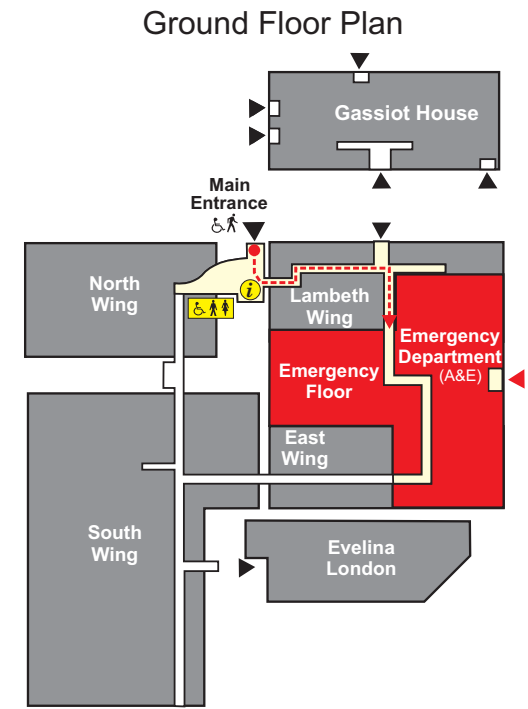 Ground Floor Plan
Gassiot House
Main
Entrance
North
Wing
i
Lambeth
Wing
Emergency
Department
(A&E)
Emergency
Floor
East
Wing
South
Wing
Evelina
London